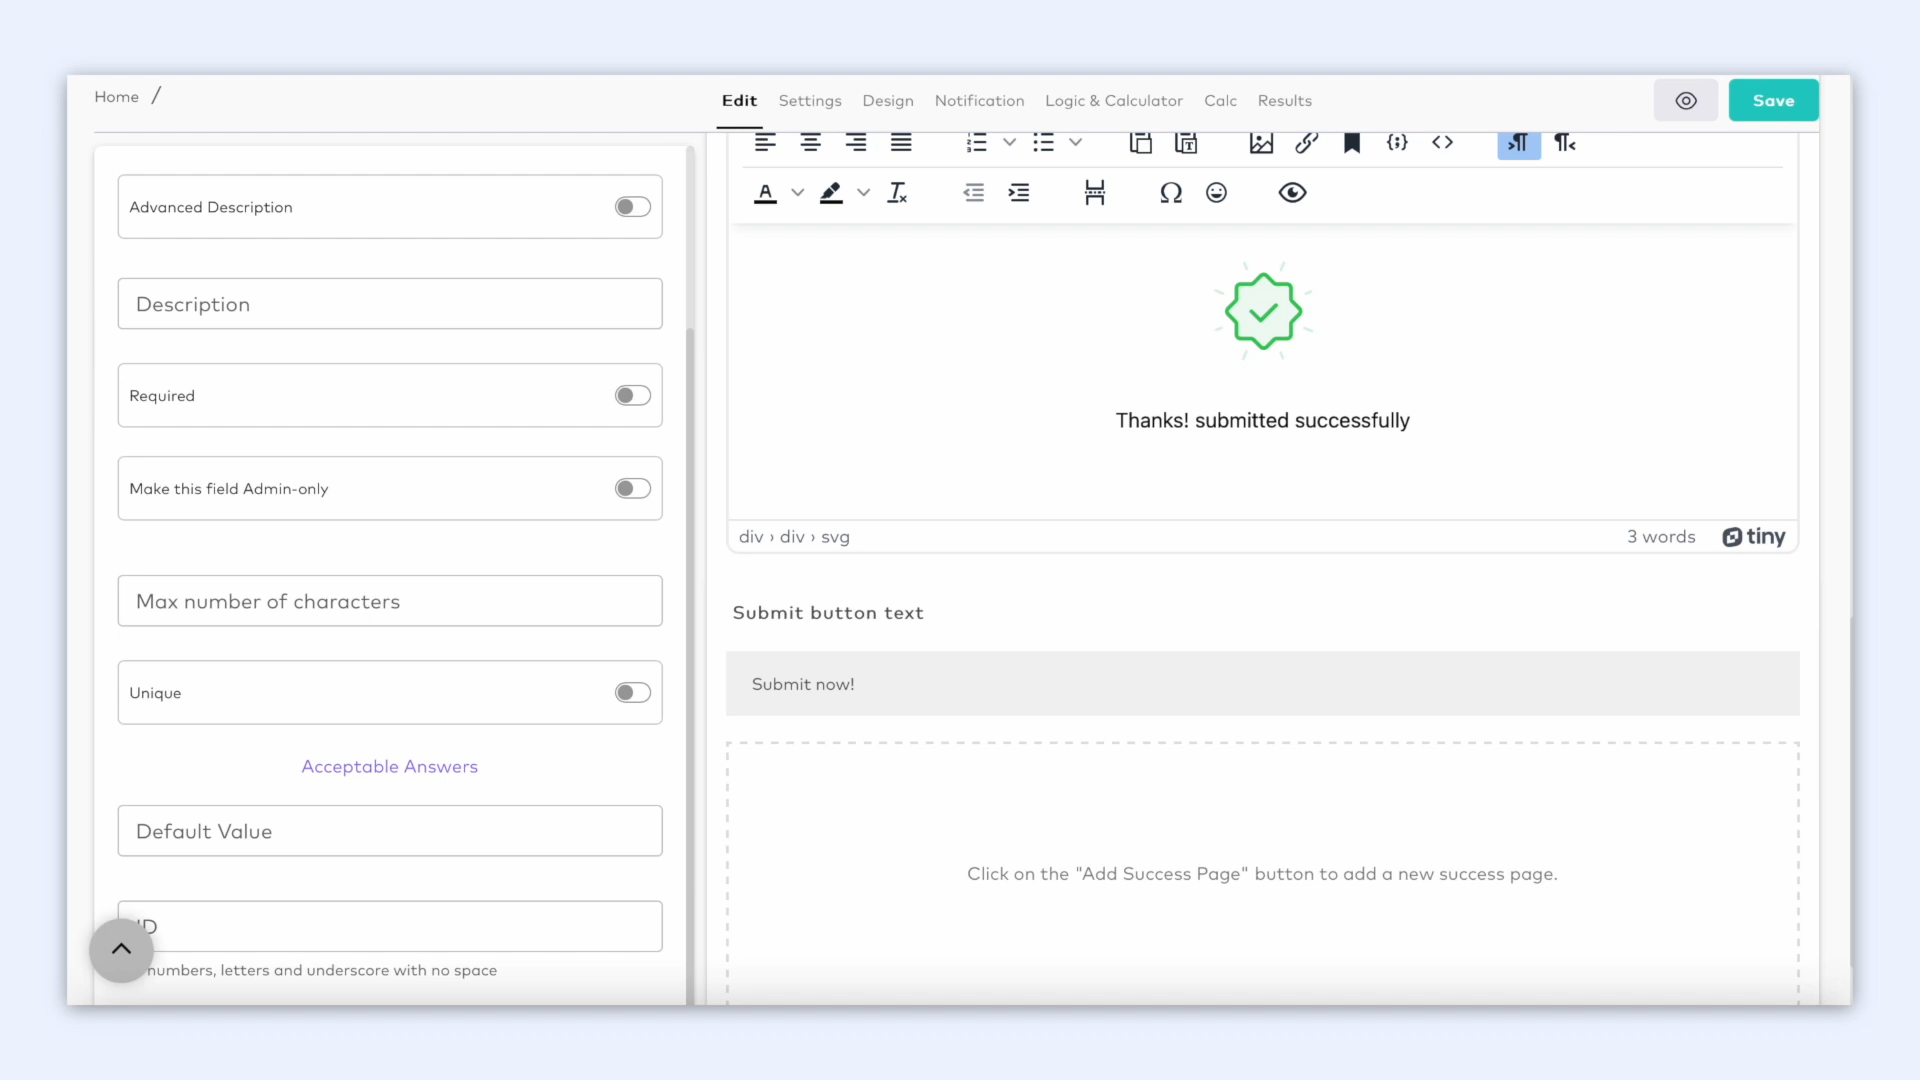 Home /
Edit Settings Design Notification Logic & Calculator Calc Results
Save
Advanced Description
Description
Required
Make this field Admin-only
Max number of characters
Unique
Acceptable Answers
Default Value
ID
numbers, letters and underscore with no space
Thanks! submitted successfully
div › div › svg
3 words
tiny
Submit button text
Submit now!
Click on the "Add Success Page" button to add a new success page.